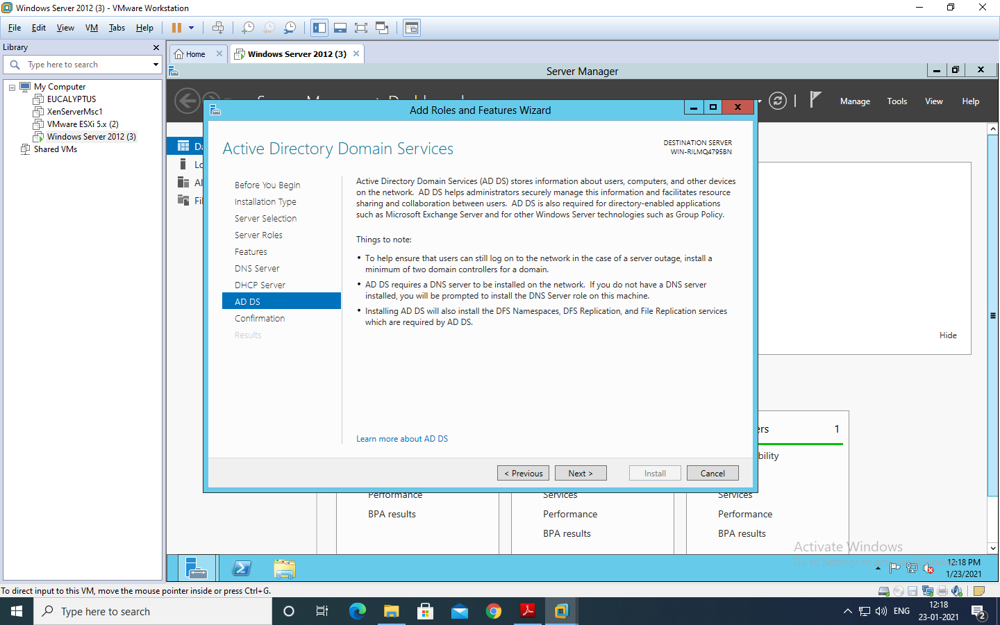 Windows Server 2012 (3) - VMware Workstation
File Edit View VM Tabs Help
Library
Type here to search
My Computer
EUCALYPTUS
XenServerMsc1
VMware ESXi 5.x (2)
Windows Server 2012 (3)
Shared VMs
Home
Windows Server 2012 (3)
Server Manager
Manage Tools View Help
Add Roles and Features Wizard
Active Directory Domain Services
DESTINATION SERVER
WIN-RILMQ4795BN
Before You Begin
Installation Type
Server Selection
Server Roles
Features
DNS Server
DHCP Server
AD DS
Confirmation
Results
Active Directory Domain Services (AD DS) stores information about users, computers, and other devices
on the network. AD DS helps administrators securely manage this information and facilitates resource
sharing and collaboration between users. AD DS is also required for directory-enabled applications
such as Microsoft Exchange Server and for other Windows Server technologies such as Group Policy.
Things to note:
• To help ensure that users can still log on to the network in the case of a server outage, install a
minimum of two domain controllers for a domain.
• AD DS requires a DNS server to be installed on the network. If you do not have a DNS server
installed, you will be prompted to install the DNS Server role on this machine.
• Installing AD DS will also install the DFS Namespaces, DFS Replication, and File Replication services
which are required by AD DS.
Learn more about AD DS
< Previous
Next >
Install
Cancel
Hide
ers 1
bility
Performance
BPA results
Services
Performance
BPA results
Services
Performance
BPA results
Activate Windows
12:18 PM
1/23/2021
To direct input to this VM, move the mouse pointer inside or press Ctrl+G.
Type here to search
ENG
12:18
23-01-2021
2